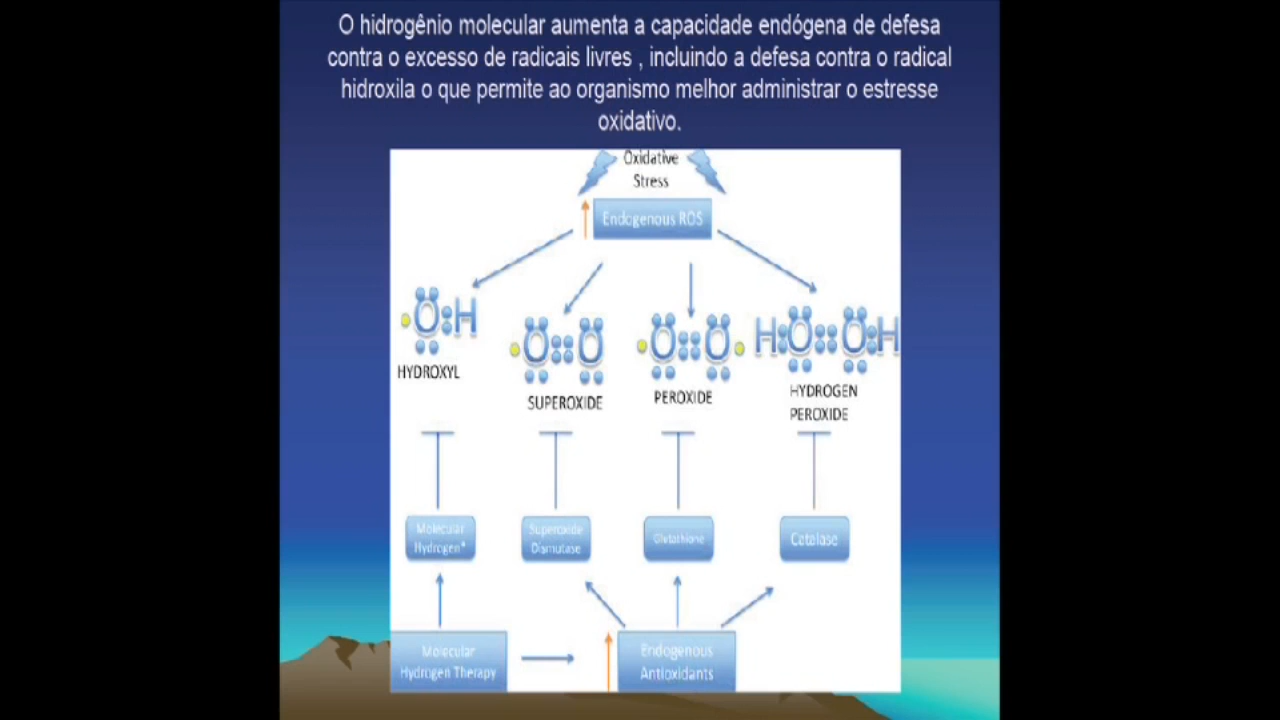 O hidrogênio molecular aumenta a capacidade endógena de defesa
contra o excesso de radicais livres , incluindo a defesa contra o radical
hidroxila o que permite ao organismo melhor administrar o estresse
oxidativo.
Oxidative
Stress
Endogenous ROS
O H
O O
O O
H O O H
HYDROXYL
SUPEROXIDE
PEROXIDE
HYDROGEN
PEROXIDE
Molecular
Hydrogen*
Superoxide
Dismutase
Glutathione
Catalase
Molecular
Hydrogen Therapy
Endogenous
Antioxidants